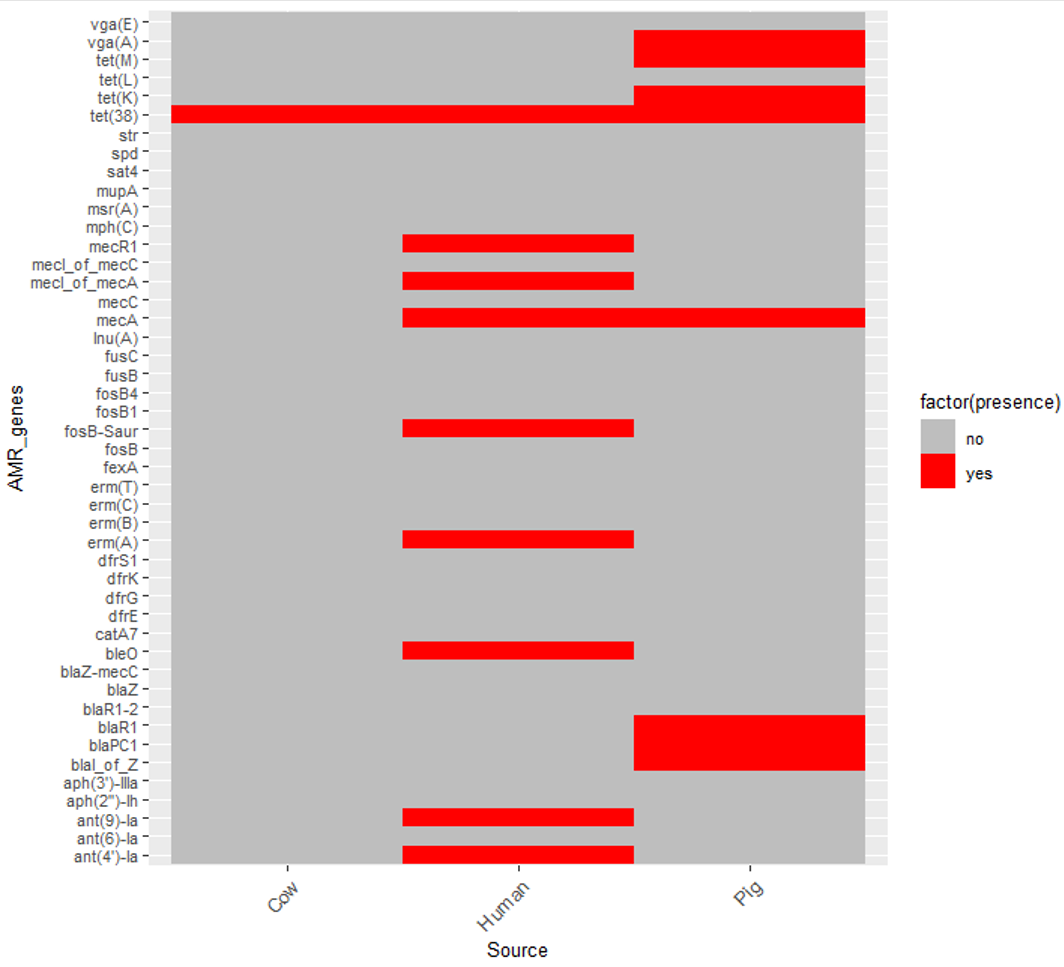 vga(E)
vga(A)
tet(M)
tet(L)
tet(K)
tet(38)
str
spd
sat4
mupA
msr(A)
mph(C)
mecR1
mecI_of_mecC
mecI_of_mecA
mecC
mecA
lnu(A)
fusC
fusB
fosB4
fosB1
fosB-Saur
fosB
fexA
erm(T)
erm(C)
erm(B)
erm(A)
dfrS1
dfrK
dfrG
dfrE
catA7
bleO
blaZ-mecC
blaZ
blaR1-2
blaR1
blaPC1
blaI_of_Z
aph(3')-IIIa
aph(2'')-Ih
ant(9)-Ia
ant(6)-Ia
ant(4')-Ia
AMR_genes
Cow
Human
Pig
Source
factor(presence)
no
yes